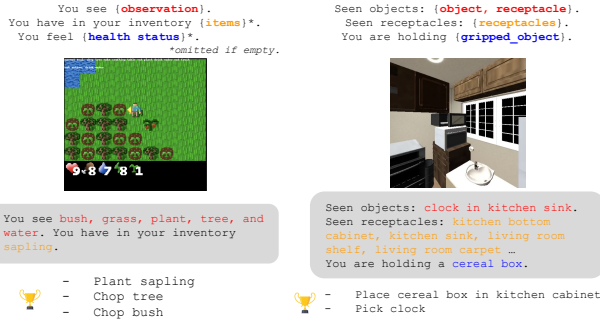 You see {observation}.
You have in your inventory {items}*.
You feel {health status}*.
*omitted if empty.
9 8 7 8 1
You see bush, grass, plant, tree, and
water. You have in your inventory
sapling.
- Plant sapling
- Chop tree
- Chop bush
Seen objects: {object, receptacle}.
Seen receptacles: {receptacles}.
You are holding {gripped_object}.
Seen objects: clock in kitchen sink.
Seen receptacles: kitchen bottom
cabinet, kitchen sink, living room
shelf, living room carpet …
You are holding a cereal box.
- Place cereal box in kitchen cabinet
- Pick clock